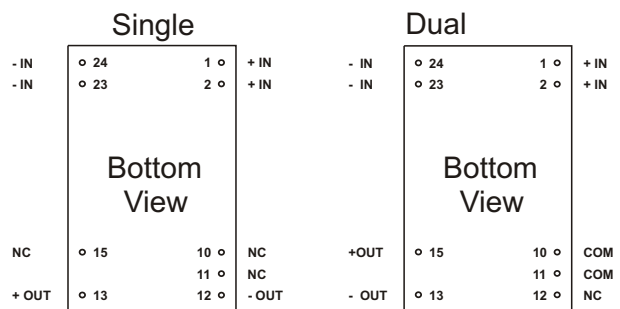 Single Dual
- IN 24 1 + IN - IN 24 1 + IN
- IN 23 2 + IN - IN 23 2 + IN
Bottom Bottom
View View
NC 15 10 NC +OUT 15 10 COM
11 NC 11 COM
+ OUT 13 12 - OUT - OUT 13 12 NC